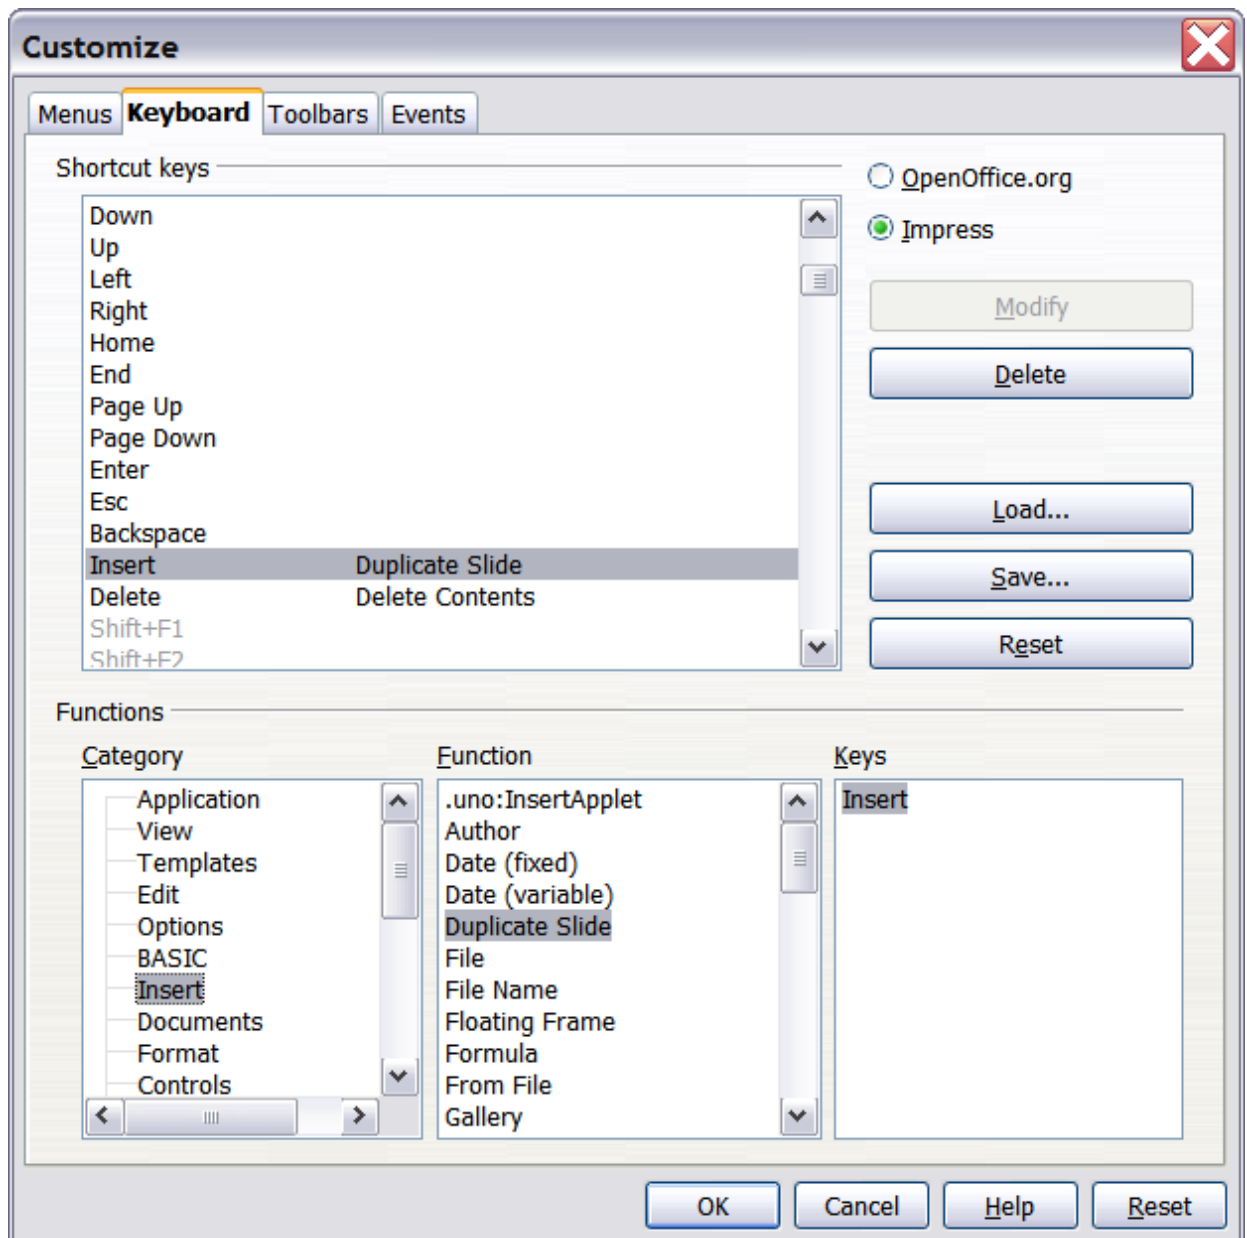 Customize
Menus Keyboard Toolbars Events
Shortcut keys
OpenOffice.org
Impress
Down
Up
Left
Right
Home
End
Page Up
Page Down
Enter
Esc
Backspace
Insert Duplicate Slide
Delete Delete Contents
Shift+F1
Shift+F2
Modify
Delete
Load...
Save...
Reset
Functions
Category
Application
View
Templates
Edit
Options
BASIC
Insert
Documents
Format
Controls
Function
.uno:InsertApplet
Author
Date (fixed)
Date (variable)
Duplicate Slide
File
File Name
Floating Frame
Formula
From File
Gallery
Keys
Insert
OK Cancel Help Reset